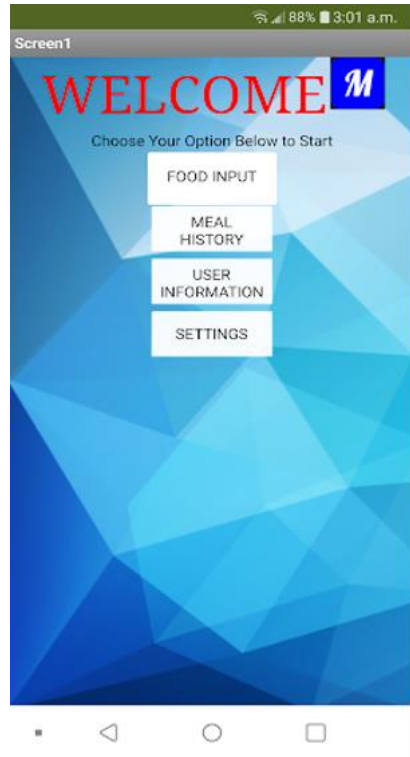 88% 3:01 a.m.
Screen1
WELCOME M
Choose Your Option Below to Start
FOOD INPUT
MEAL
HISTORY
USER
INFORMATION
SETTINGS